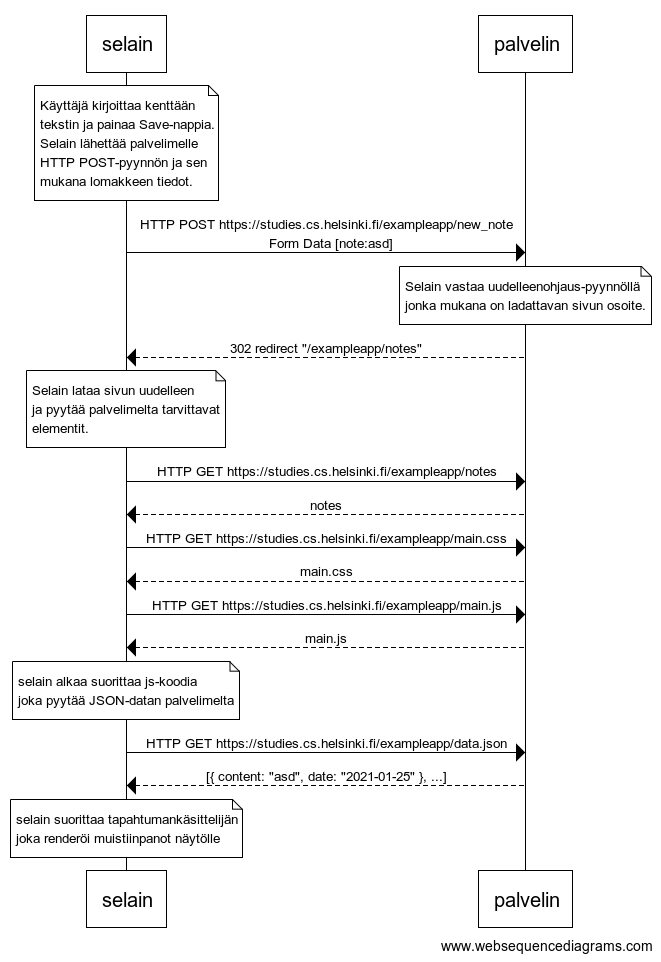 selain
palvelin
Käyttäjä kirjoittaa kenttään
tekstin ja painaa Save-nappia.
Selain lähettää palvelimelle
HTTP POST-pyynnön ja sen
mukana lomakkeen tiedot.
HTTP POST https://studies.cs.helsinki.fi/exampleapp/new_note
Form Data [note:asd]
Selain vastaa uudelleenohjaus-pyynnöllä
jonka mukana on ladattavan sivun osoite.
302 redirect "/exampleapp/notes"
Selain lataa sivun uudelleen
ja pyytää palvelimelta tarvittavat
elementit.
HTTP GET https://studies.cs.helsinki.fi/exampleapp/notes
notes
HTTP GET https://studies.cs.helsinki.fi/exampleapp/main.css
main.css
HTTP GET https://studies.cs.helsinki.fi/exampleapp/main.js
main.js
selain alkaa suorittaa js-koodia
joka pyytää JSON-datan palvelimelta
HTTP GET https://studies.cs.helsinki.fi/exampleapp/data.json
[{ content: "asd", date: "2021-01-25" }, ...]
selain suorittaa tapahtumankäsittelijän
joka renderöi muistiinpanot näytölle
selain
palvelin
www.websequencediagrams.com